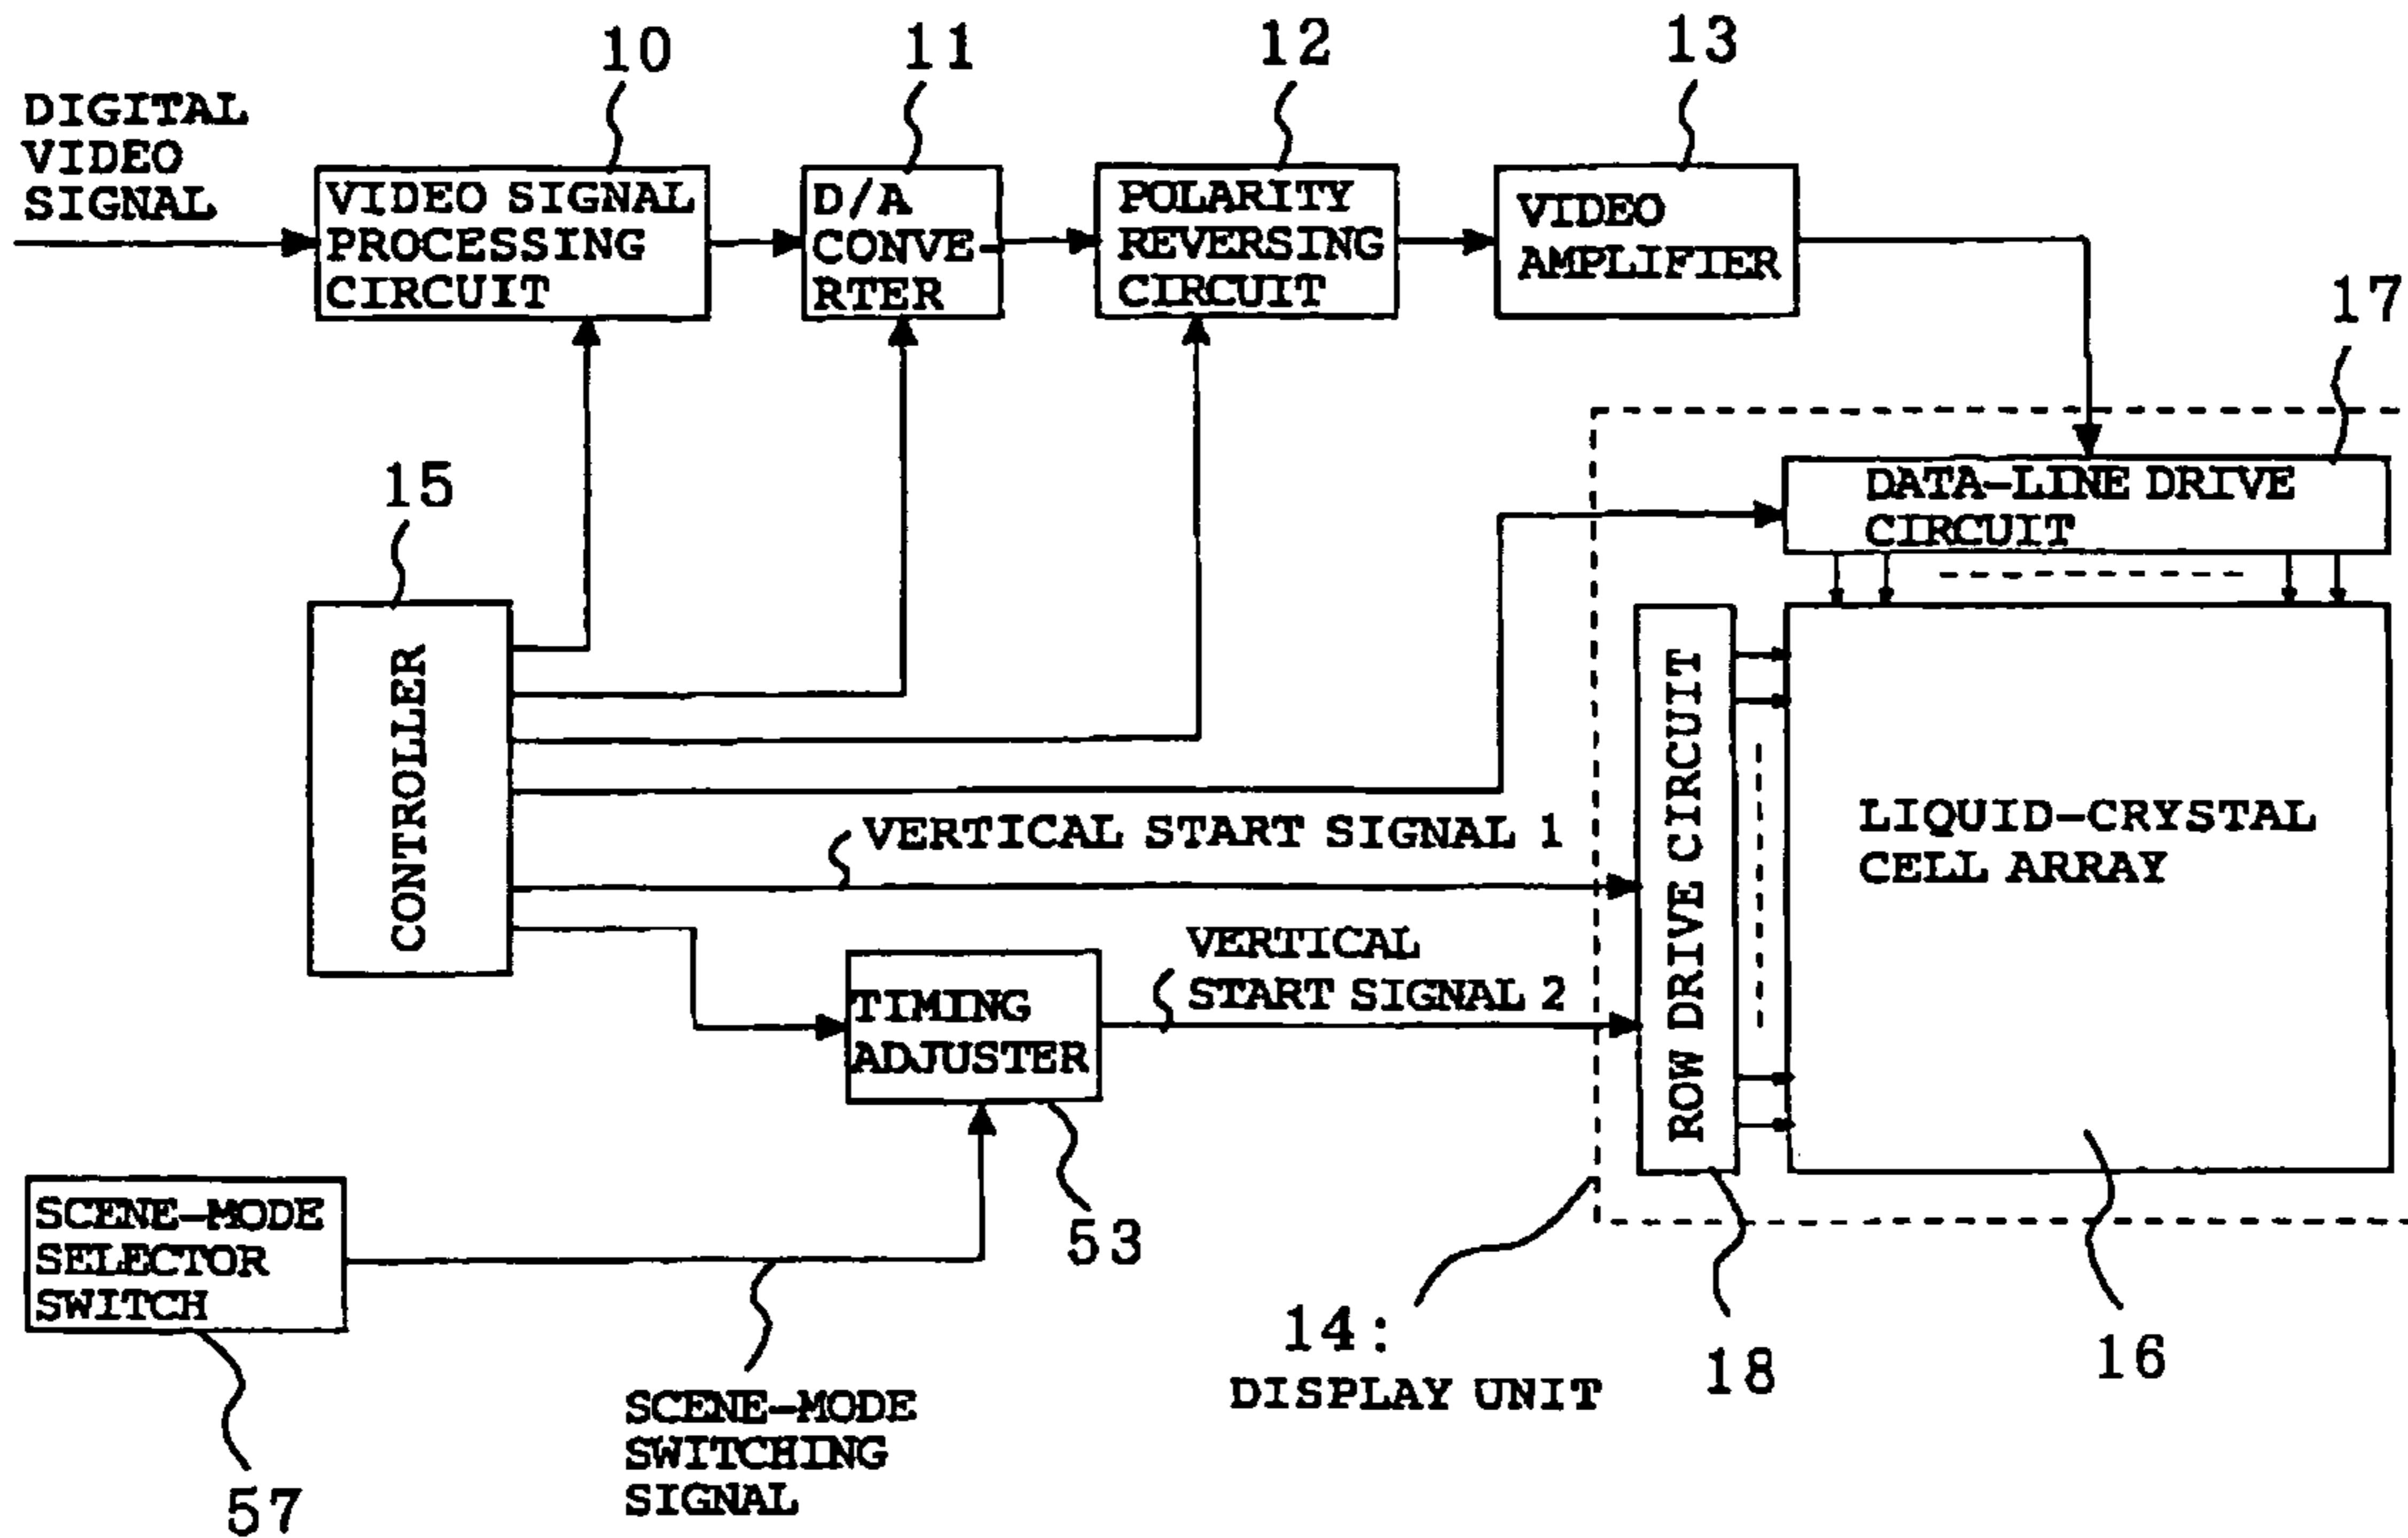 10
11
12
13
DIGITAL
VIDEO
SIGNAL
VIDEO SIGNAL
PROCESSING
CIRCUIT
D/A
CONVE-
RTER
POLARITY
REVERSING
CIRCUIT
VIDEO
AMPLIFIER
17
15
DATA-LINE DRIVE
CIRCUIT
CONTROLLER
ROW DRIVE CIRCUIT
LIQUID-CRYSTAL
CELL ARRAY
VERTICAL START SIGNAL 1
VERTICAL
START SIGNAL 2
TIMING
ADJUSTER
53
SCENE-MODE
SELECTOR
SWITCH
14:
DISPLAY UNIT
18
16
SCENE-MODE
SWITCHING
SIGNAL
57